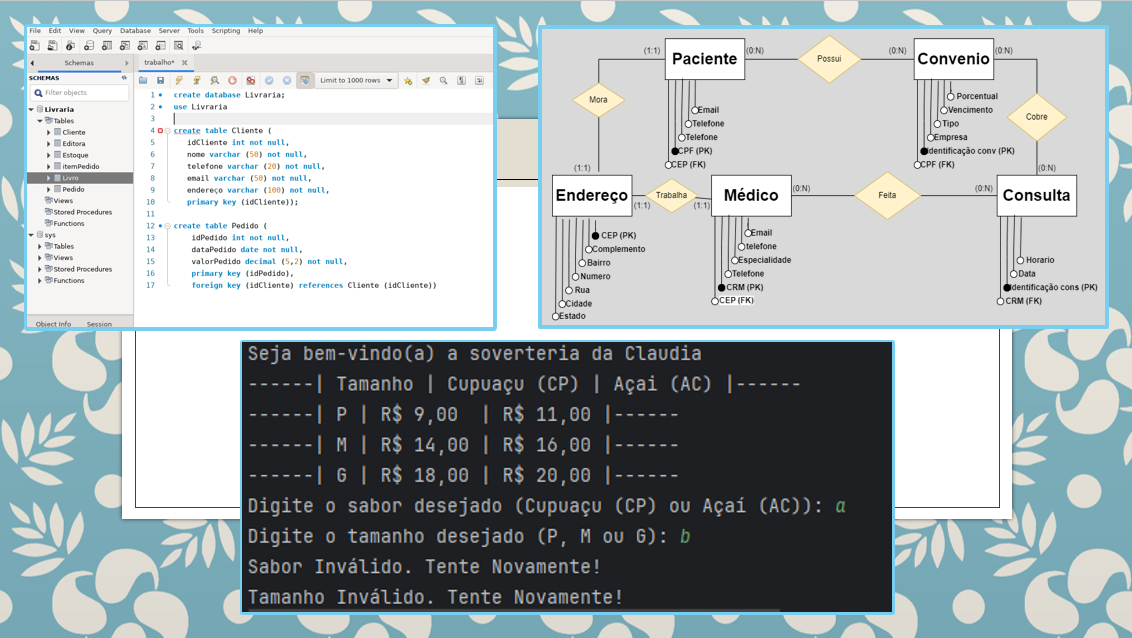 File Edit View Query Database Server Tools Scripting Help
Schemas
trabalho*
SCHEMAS
Filter objects
Limit to 1000 rows
Livraria
Tables
Cliente
Editora
Estoque
ItemPedido
Livro
Pedido
Views
Stored Procedures
Functions
sys
Tables
Views
Stored Procedures
Functions
Object Info Session
1 create database Livraria;
2 use Livraria
3
4 create table Cliente (
5 idCliente int not null,
6 nome varchar (50) not null,
7 telefone varchar (20) not null,
8 email varchar (50) not null,
9 endereço varchar (100) not null,
10 primary key (idCliente));
11
12 create table Pedido (
13 idPedido int not null,
14 dataPedido date not null,
15 valorPedido decimal (5,2) not null,
16 primary key (idPedido),
17 foreign key (idCliente) references Cliente (idCliente))
(1:1) Paciente (0:N) Possui (0:N) Convenio (0:N)
Email
Telefone
Telefone
CPF (PK)
CEP (FK)
Porcentual
Vencimento
Tipo
Empresa
Identificação conv (PK)
CPF (FK)
Mora
Cobre
(1:1)
(0:N)
Endereço (1:1) Trabalha (1:1) Médico (0:N) Feita (0:N) Consulta
CEP (PK)
Complemento
Bairro
Numero
Rua
Cidade
Estado
Email
telefone
Especialidade
Telefone
CRM (PK)
CEP (FK)
Horario
Data
Identificação cons (PK)
CRM (FK)
Seja bem-vindo(a) a soverteria da Claudia
------| Tamanho | Cupuaçu (CP) | Açai (AC) |------
------| P | R$ 9,00  | R$ 11,00 |------
------| M | R$ 14,00 | R$ 16,00 |------
------| G | R$ 18,00 | R$ 20,00 |------
Digite o sabor desejado (Cupuaçu (CP) ou Açaí (AC)): a
Digite o tamanho desejado (P, M ou G): b
Sabor Inválido. Tente Novamente!
Tamanho Inválido. Tente Novamente!